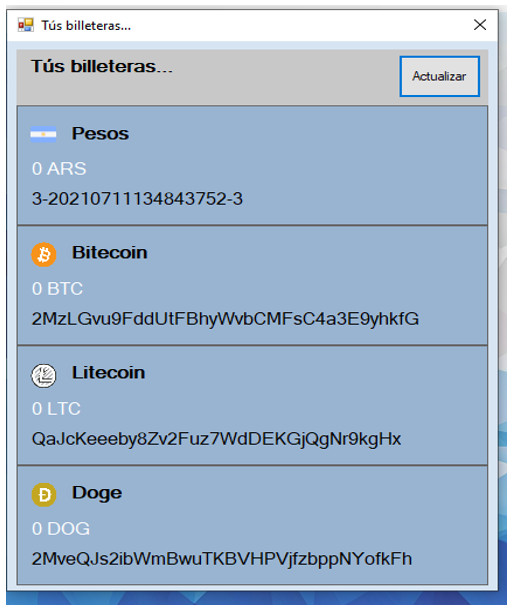 Tús billeteras...
Tús billeteras...
Actualizar
Pesos
0 ARS
3-20210711134843752-3
Bitecoin
0 BTC
2MzLGvu9FddUtFBhyWvbCMFsC4a3E9yhkfG
Litecoin
0 LTC
QaJcKeeeby8Zv2Fuz7WdDEKGjQgNr9kgHx
Doge
0 DOG
2MveQJs2ibWmBwuTKBVHPVjfzbppNYofkFh